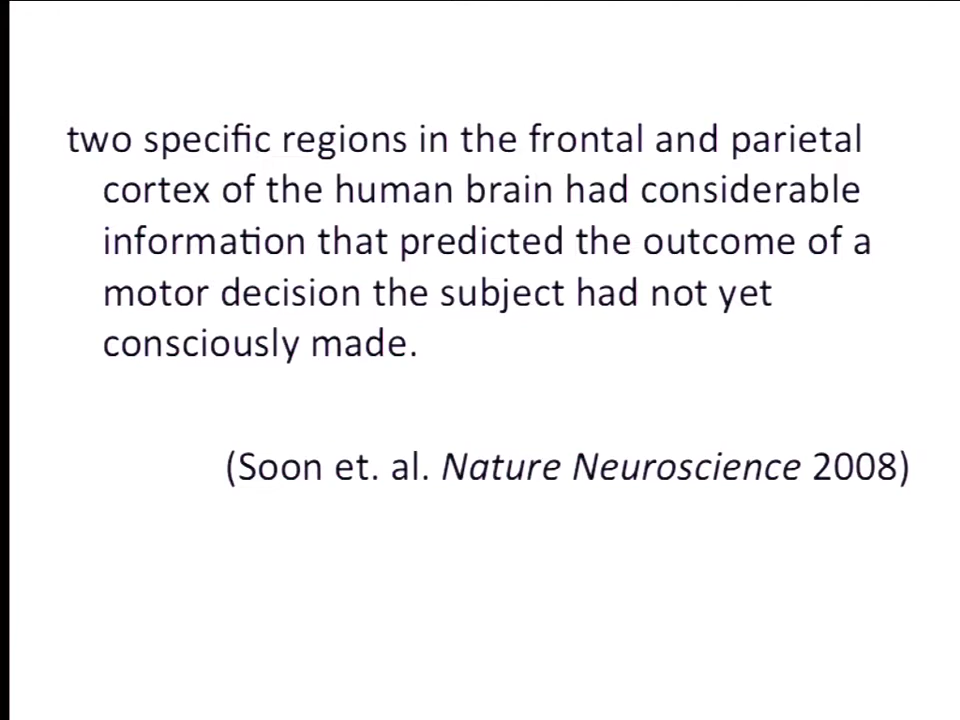 two specific regions in the frontal and parietal
cortex of the human brain had considerable
information that predicted the outcome of a
motor decision the subject had not yet
consciously made.
(Soon et. al. Nature Neuroscience 2008)